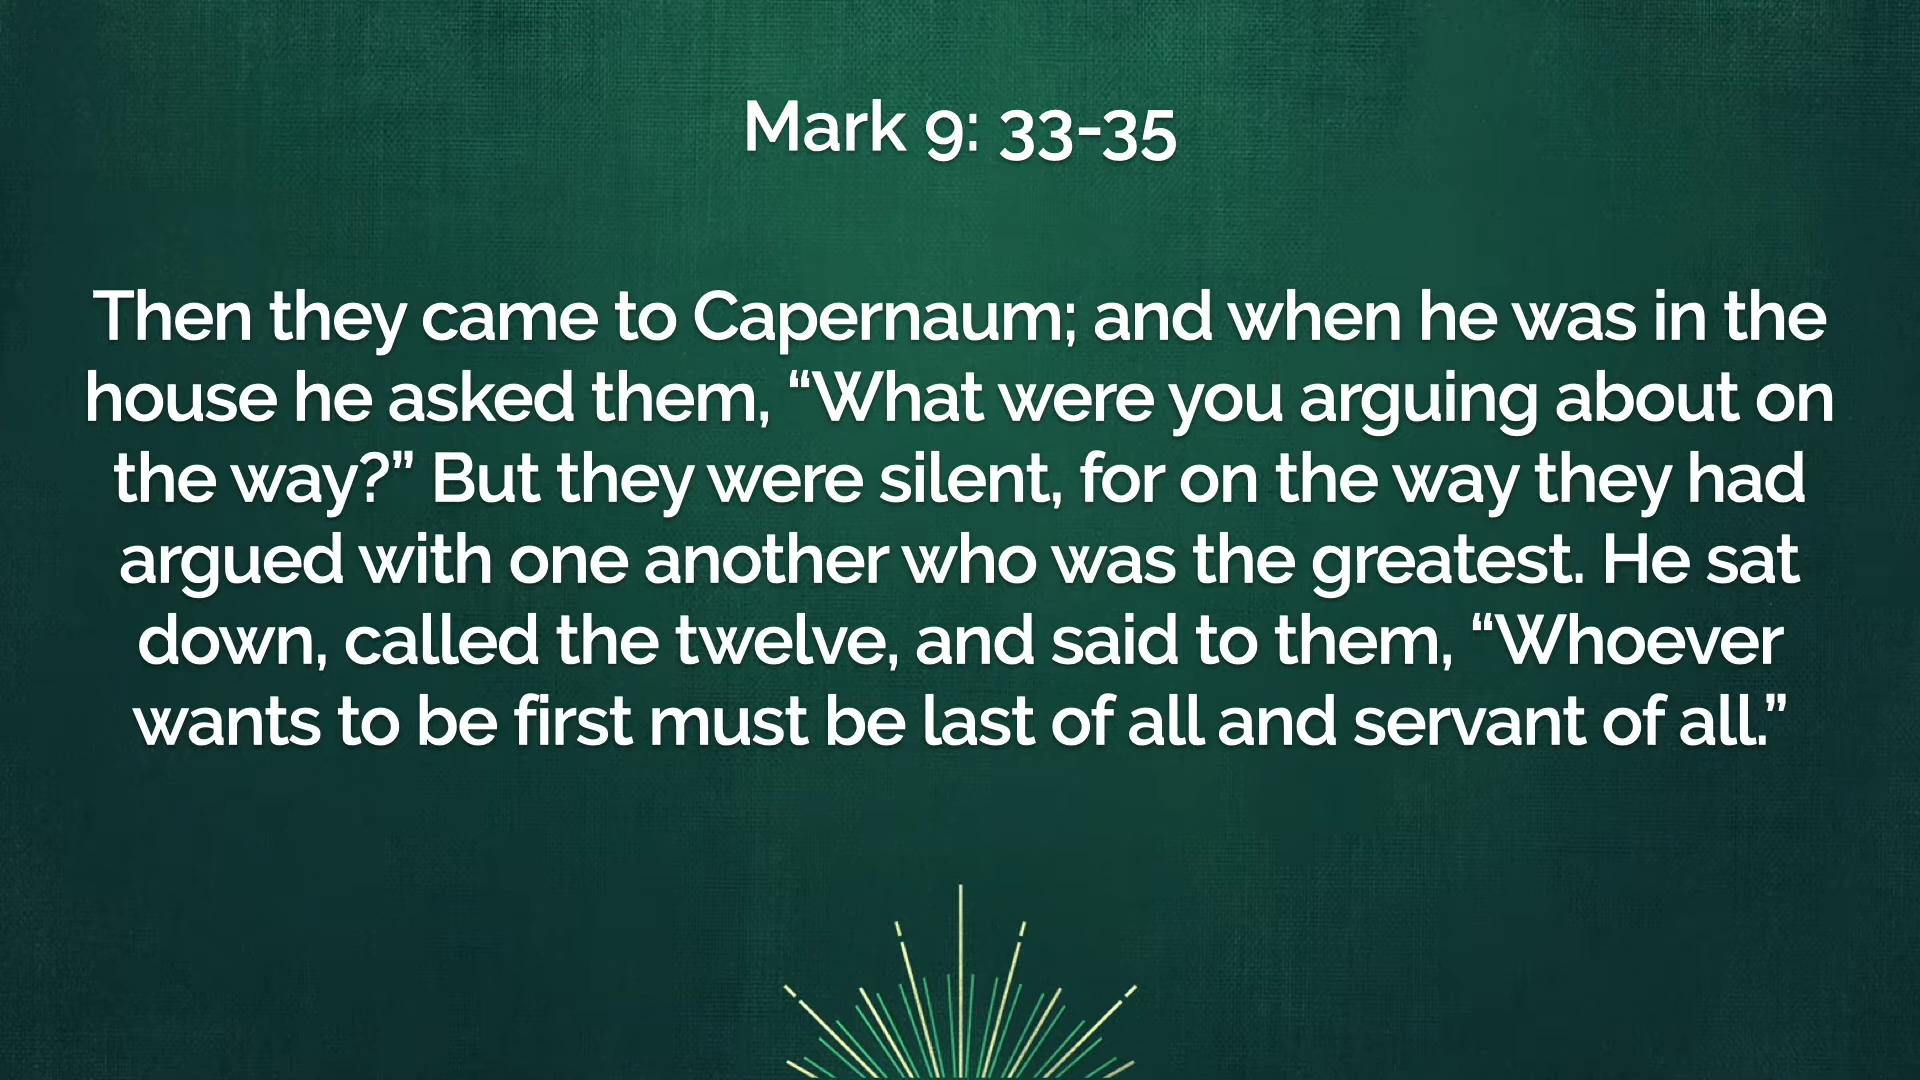 Mark 9: 33-35
Then they came to Capernaum; and when he was in the
house he asked them, “What were you arguing about on
the way?” But they were silent, for on the way they had
argued with one another who was the greatest. He sat
down, called the twelve, and said to them, “Whoever
wants to be first must be last of all and servant of all.”